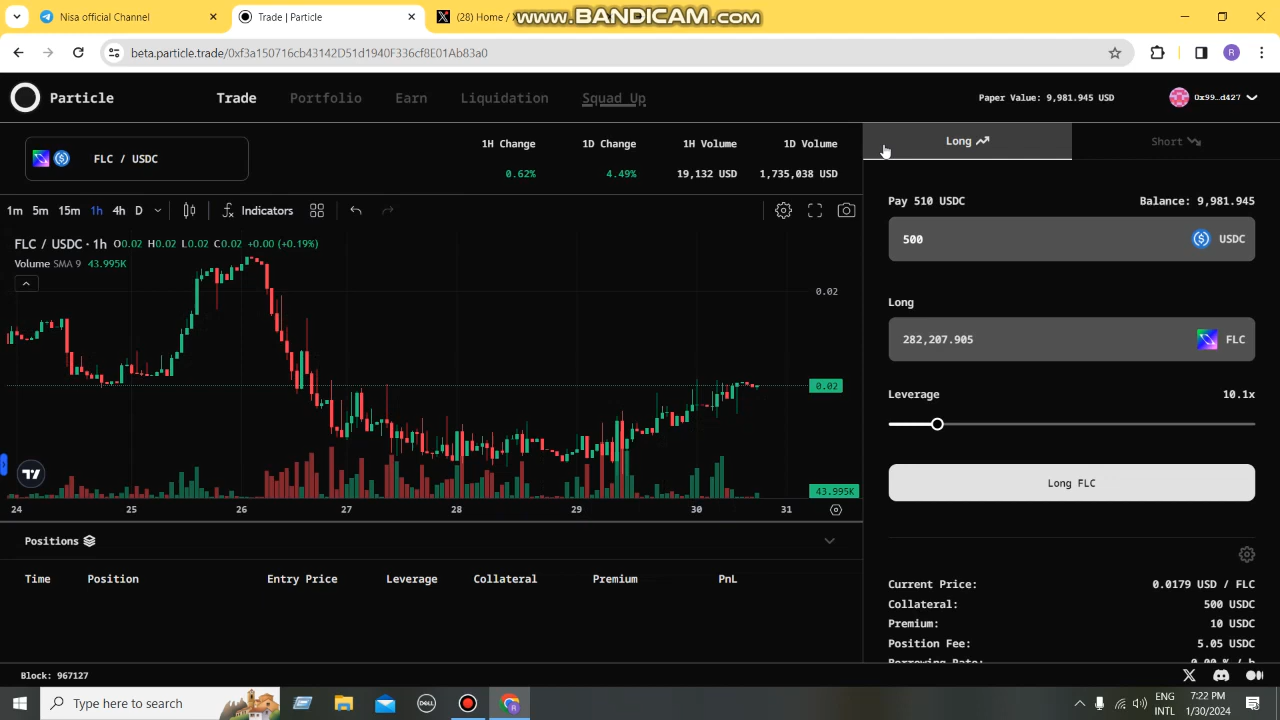 Nisa official Channel
Trade | Particle
(28) Home / X
www.BANDICAM.com
beta.particle.trade/0xf3a150716cb43142D51d1940F336cf8E01Ab83a0
R
Particle
Trade
Portfolio
Earn
Liquidation
Squad Up
Paper Value: 9,981.945 USD
0x99..d427
FLC / USDC
1H Change
1D Change
1H Volume
1D Volume
0.62%
4.49%
19,132 USD
1,735,038 USD
Long
Short
1m 5m 15m 1h 4h D
Indicators
FLC / USDC · 1h O0.02 H0.02 L0.02 C0.02 +0.00 (+0.19%)
Volume SMA 9 43.995K
0.02
0.02
43.995K
24 25 26 27 28 29 30 31
Pay 510 USDC
Balance: 9,981.945
500
USDC
Long
282,207.905
FLC
Leverage
10.1x
Long FLC
Current Price:
0.0179 USD / FLC
Collateral:
500 USDC
Premium:
10 USDC
Position Fee:
5.05 USDC
Borrowing Rate:
0.00 % / h
Positions
Time
Position
Entry Price
Leverage
Collateral
Premium
PnL
Block: 967127
Type here to search
DELL
ENG
INTL
7:22 PM
1/30/2024